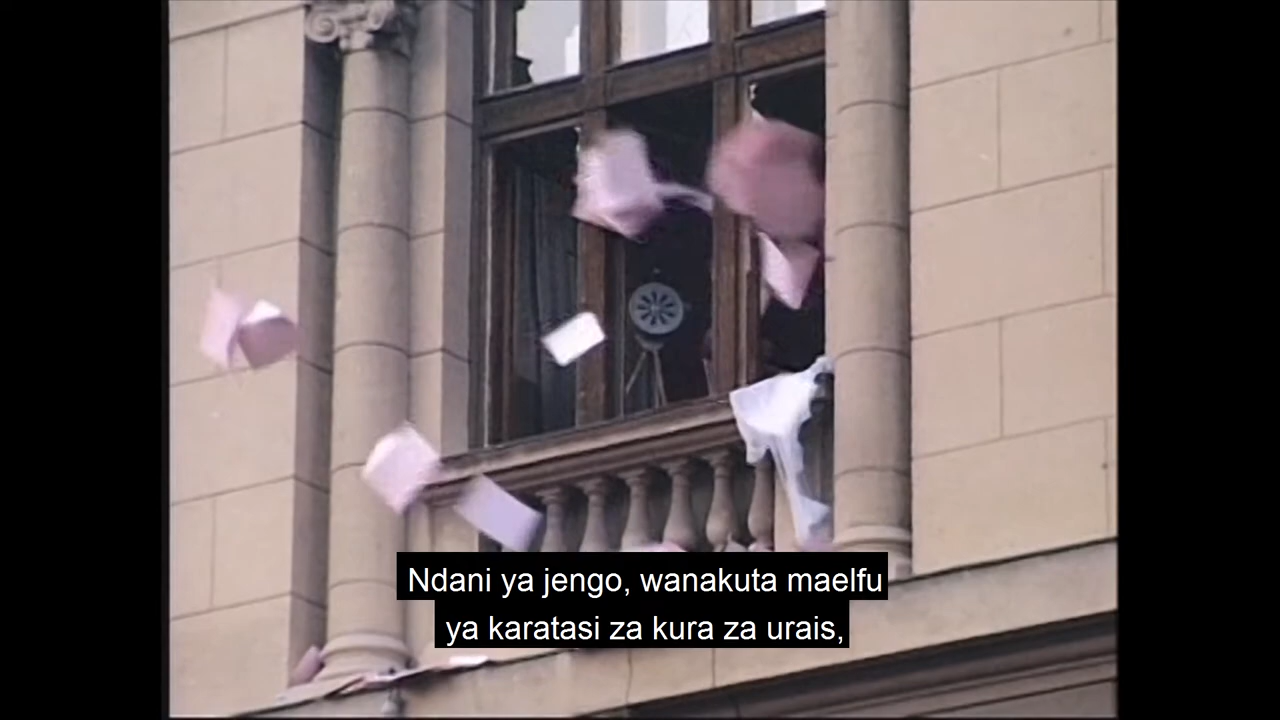 Ndani ya jengo, wanakuta maelfu
ya karatasi za kura za urais,